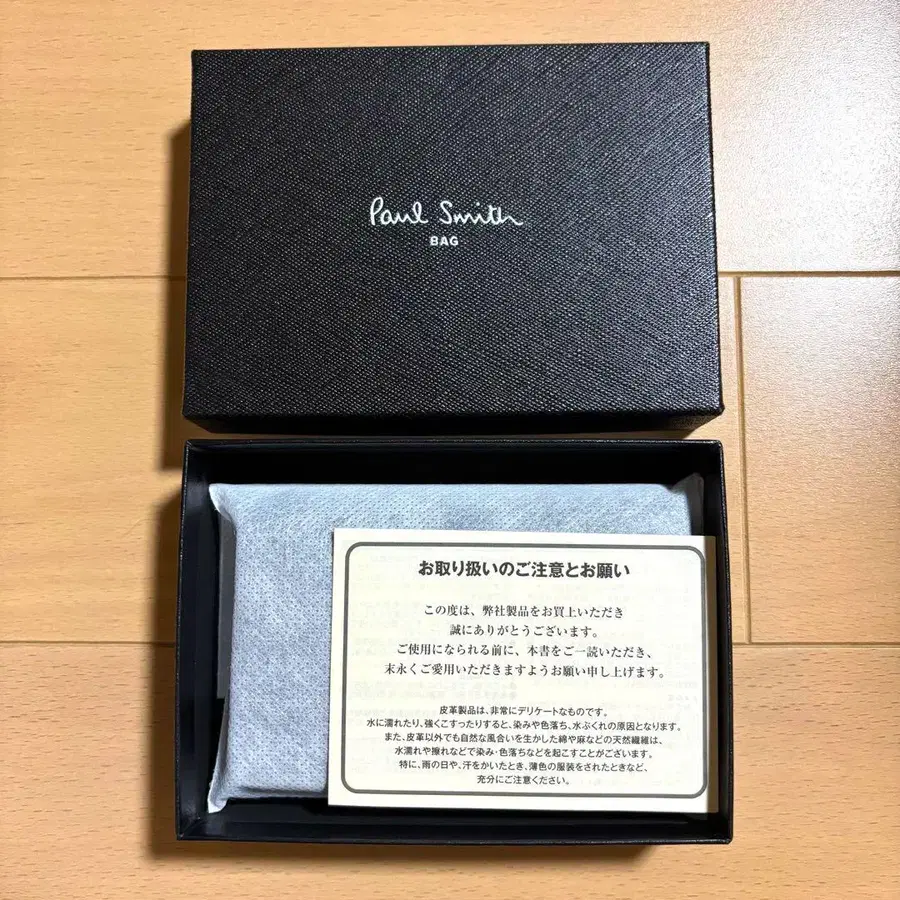 Paul Smith
BAG
お取り扱いのご注意とお願い
この度は、弊社製品をお買上いただき
誠にありがとうございます。
ご使用になられる前に、本書をご一読いただき、
末永くご愛用いただきますようお願い申し上げます。
皮革製品は、非常にデリケートなものです。
水に濡れたり、強くこすったりすると、染みや色落ち、水ぶくれの原因となります。
また、皮革以外でも自然な風合いを生かした綿や麻などの天然繊維は、
水濡れや擦れなどで染み・色落ちなどを起こすことがございます。
特に、雨の日や、汗をかいたとき、薄色の服装をされたときなど、
充分にご注意ください。